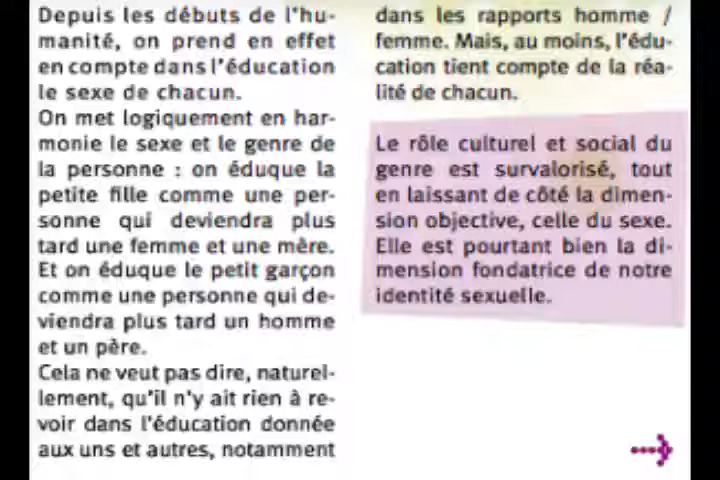 Depuis les débuts de l'hu-
manité, on prend en effet
en compte dans l'éducation
le sexe de chacun.
On met logiquement en har-
monie le sexe et le genre de
la personne : on éduque la
petite fille comme une per-
sonne qui deviendra plus
tard une femme et une mère.
Et on éduque le petit garçon
comme une personne qui de-
viendra plus tard un homme
et un père.
Cela ne veut pas dire, naturel-
lement, qu'il n'y ait rien à re-
voir dans l'éducation donnée
aux uns et autres, notamment
dans les rapports homme /
femme. Mais, au moins, l'édu-
cation tient compte de la réa-
lité de chacun.
Le rôle culturel et social du
genre est survalorisé, tout
en laissant de côté la dimen-
sion objective, celle du sexe.
Elle est pourtant bien la di-
mension fondatrice de notre
identité sexuelle.